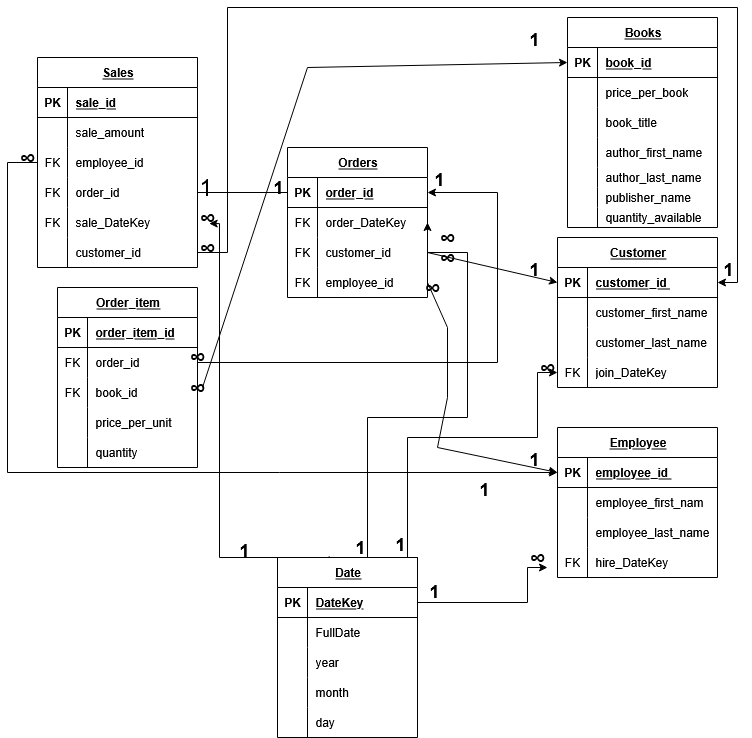 Sales
PK sale_id
sale_amount
FK employee_id
FK order_id
FK sale_DateKey
customer_id
∞
1
∞
∞
Order_item
PK order_item_id
FK order_id
FK book_id
price_per_unit
quantity
∞
∞
Orders
1 PK order_id 1
FK order_DateKey
FK customer_id
FK employee_id
∞
∞
∞
1
Books
PK book_id
price_per_book
book_title
author_first_name
author_last_name
publisher_name
quantity_available
Customer
1 PK customer_id 1
customer_first_name
customer_last_name
∞ FK join_DateKey
Employee
1 PK employee_id
employee_first_nam
employee_last_name
FK hire_DateKey
1
∞
1
1
1
Date
PK DateKey 1
FullDate
year
month
day